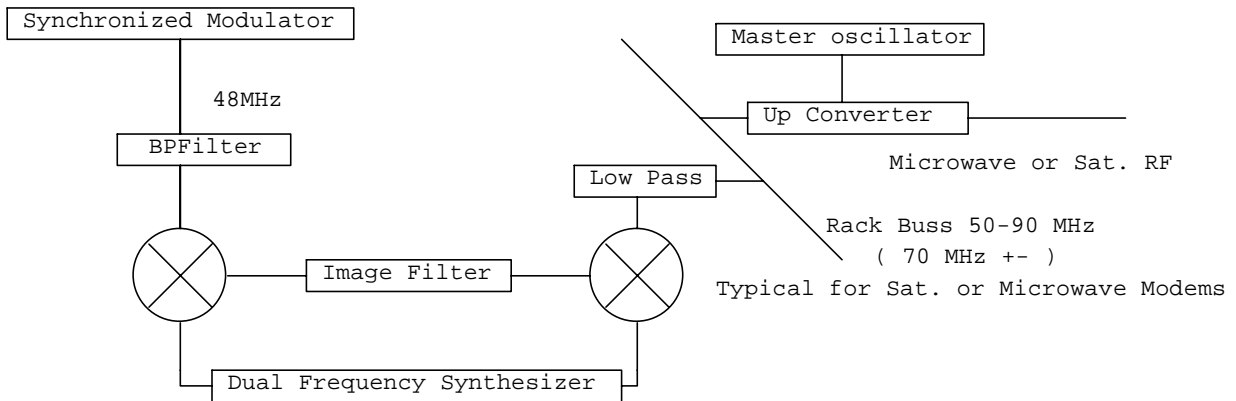 Synchronized Modulator
Master oscillator
48MHz
Up Converter
BPFilter
Microwave or Sat. RF
Low Pass
Rack Buss 50-90 MHz
( 70 MHz +- )
Image Filter
Typical for Sat. or Microwave Modems
Dual Frequency Synthesizer